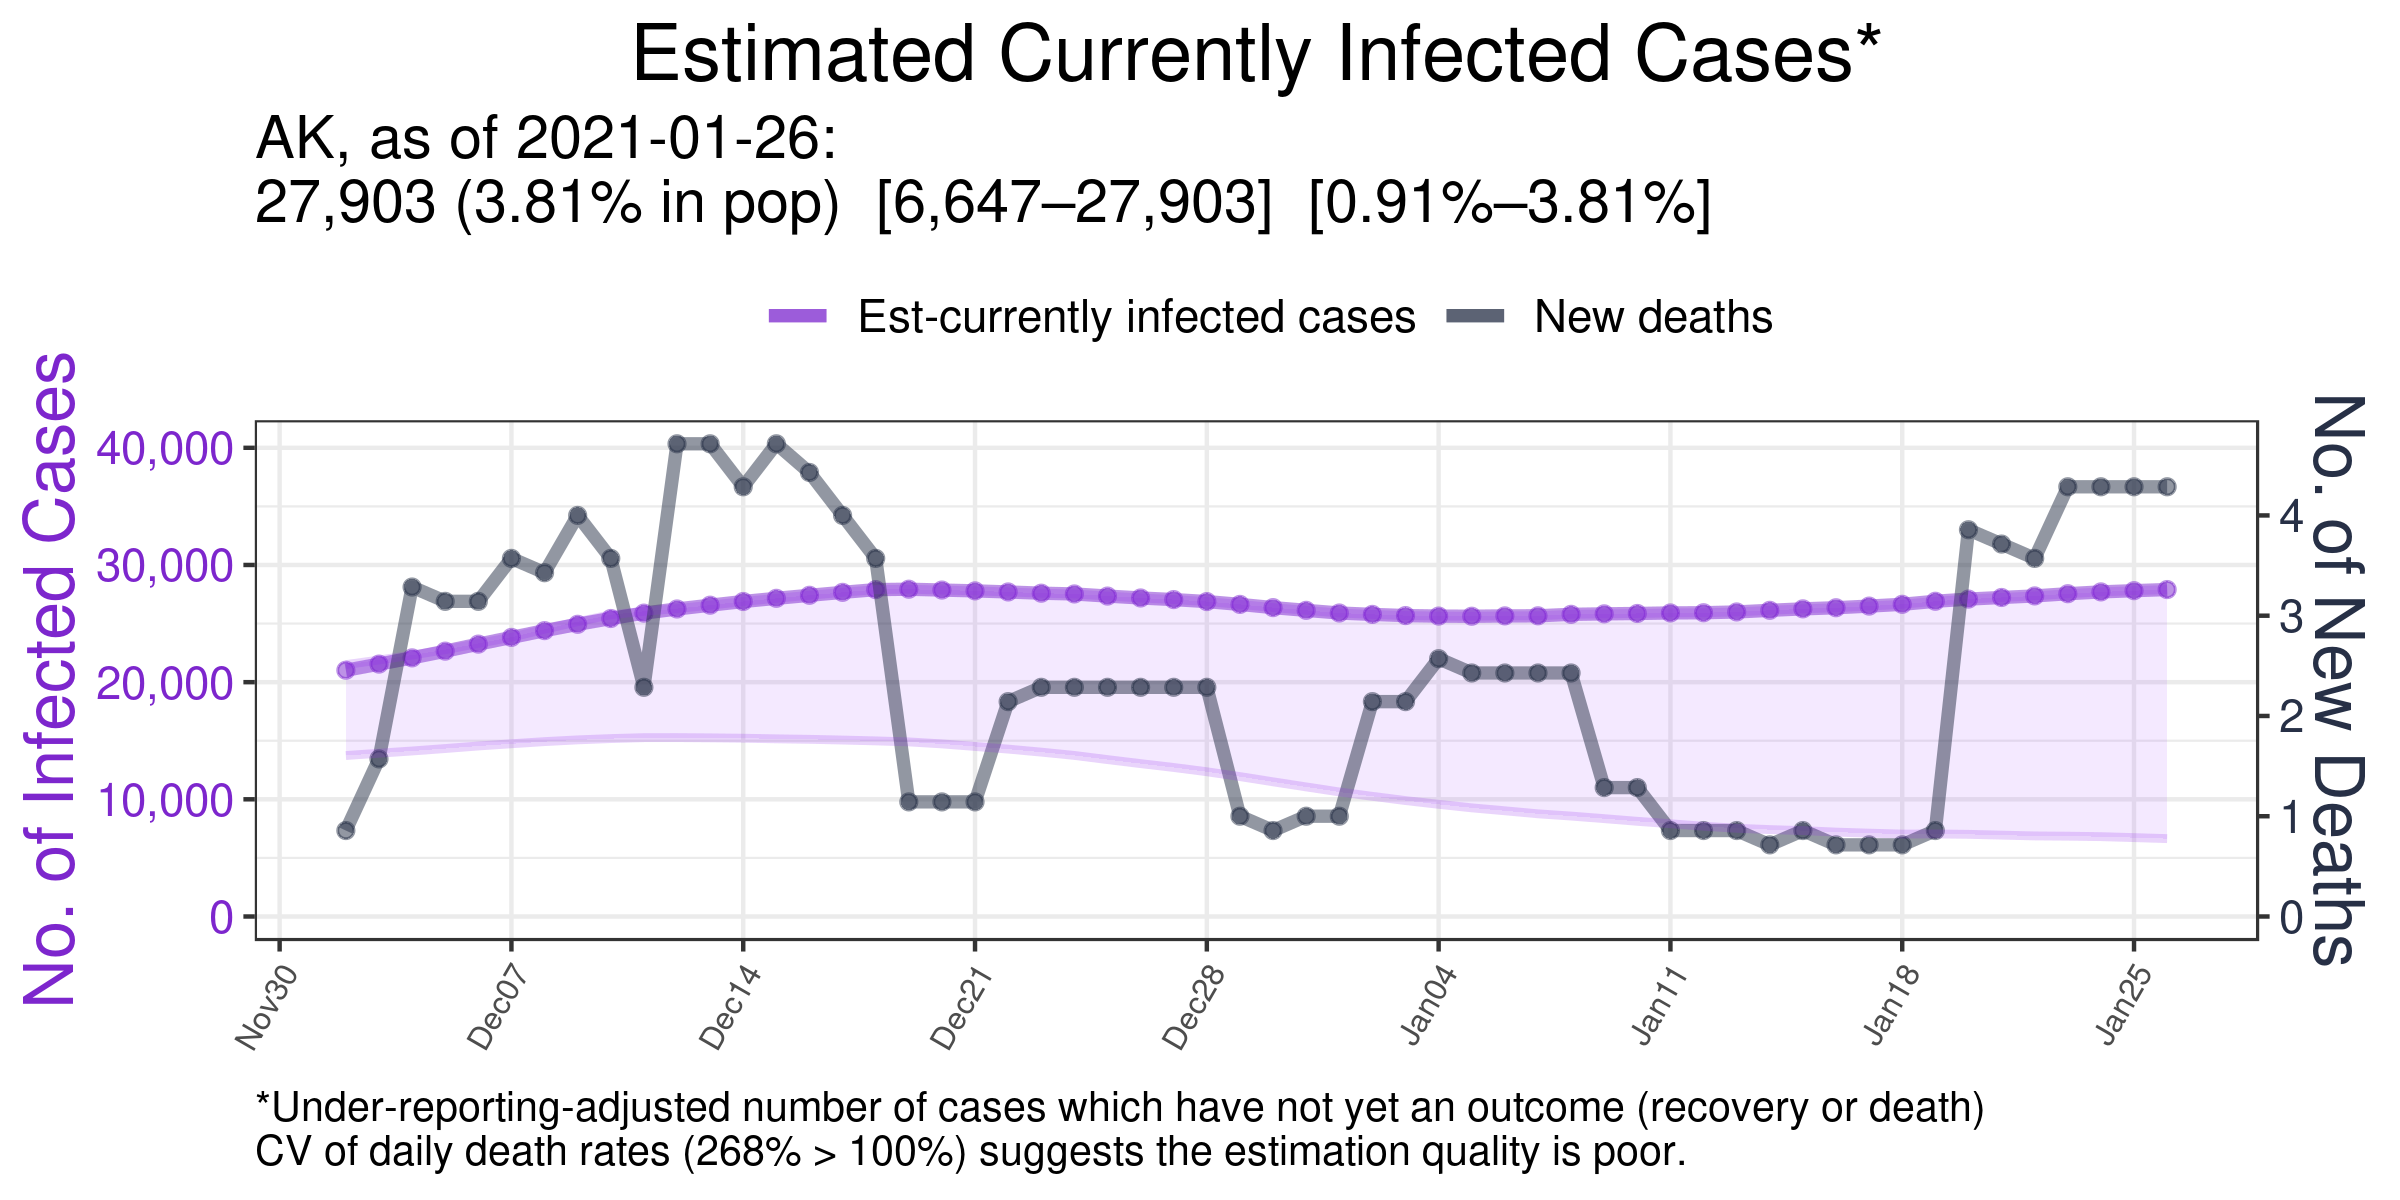 Estimated Currently Infected Cases*
AK, as of 2021-01-26:
27,903 (3.81% in pop)  [6,647–27,903]  [0.91%–3.81%]
Est-currently infected cases
New deaths
No. of Infected Cases
40,000
30,000
20,000
10,000
0
4
3
2
1
0
No. of New Deaths
Nov30
Dec07
Dec14
Dec21
Dec28
Jan04
Jan11
Jan18
Jan25
*Under-reporting-adjusted number of cases which have not yet an outcome (recovery or death)
CV of daily death rates (268% > 100%) suggests the estimation quality is poor.